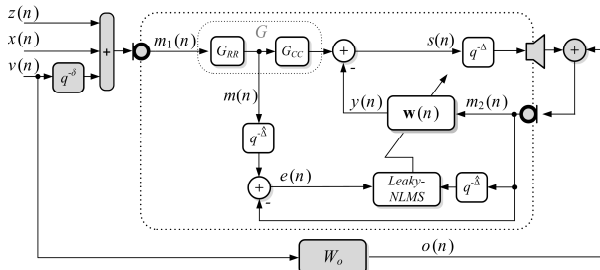 z(n)
x(n)
v(n)
q^-δ
+
m₁(n)
G
G_RR
G_CC
+
-
s(n)
q^-Δ
+
m(n)
y(n)
w(n)
m₂(n)
q^-Δ̂
+
-
e(n)
Leaky-
NLMS
q^-Δ̂
W_o
o(n)